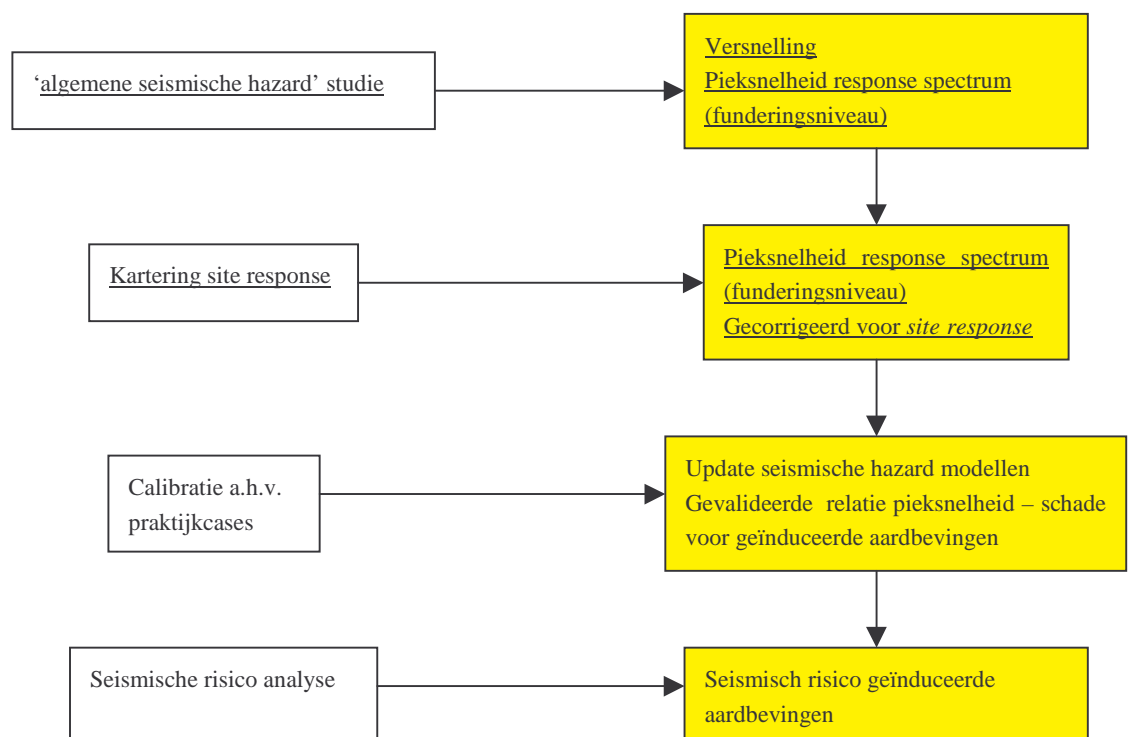 ‘algemene seismische hazard’ studie
Versnelling
Pieksnelheid response spectrum
(funderingsniveau)
Kartering site response
Pieksnelheid response spectrum
(funderingsniveau)
Gecorrigeerd voor site response
Calibratie a.h.v.
praktijkcases
Update seismische hazard modellen
Gevalideerde relatie pieksnelheid – schade
voor geïnduceerde aardbevingen
Seismische risico analyse
Seismisch risico geïnduceerde
aardbevingen